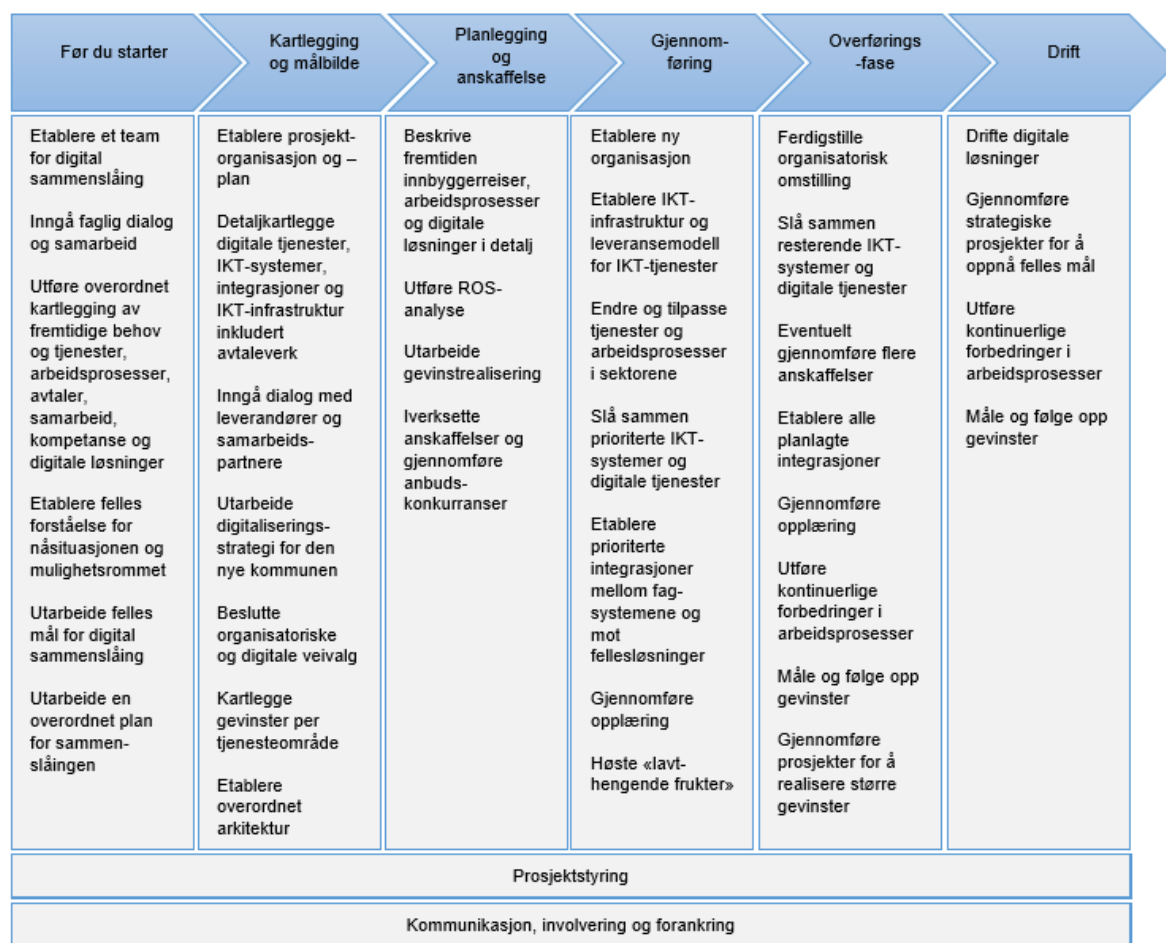 Før du starter
Kartlegging
og målbilde
Planlegging
og
anskaffelse
Gjennom-
føring
Overførings
-fase
Drift
Etablere et team
for digital
sammenslåing
Inngå faglig dialog
og samarbeid
Utføre overordnet
kartlegging av
fremtidige behov
og tjenester,
arbeidsprosesser,
avtaler,
samarbeid,
kompetanse og
digitale løsninger
Etablere felles
forståelse for
nåsituasjonen og
mulighetsrommet
Utarbeide felles
mål for digital
sammenslåing
Utarbeide en
overordnet plan
for sammen-
slåingen
Etablere prosjekt-
organisasjon og –
plan
Detaljkartlegge
digitale tjenester,
IKT-systemer,
integrasjoner og
IKT-infrastruktur
inkludert
avtaleverk
Inngå dialog med
leverandører og
samarbeids-
partnere
Utarbeide
digitaliserings-
strategi for den
nye kommunen
Beslutte
organisatoriske
og digitale veivalg
Kartlegge
gevinster per
tjenesteområde
Etablere
overordnet
arkitektur
Beskrive
fremtiden
innbyggerreiser,
arbeidsprosesser
og digitale
løsninger i detalj
Utføre ROS-
analyse
Utarbeide
gevinstrealisering
Iverksette
anskaffelser og
gjennomføre
anbuds-
konkurranser
Etablere ny
organisasjon
Etablere IKT-
infrastruktur og
leveransemodell
for IKT-tjenester
Endre og tilpasse
tjenester og
arbeidsprosesser
i sektorene
Slå sammen
prioriterte IKT-
systemer og
digitale tjenester
Etablere
prioriterte
integrasjoner
mellom fag-
systemene og
mot
fellesløsninger
Gjennomføre
opplæring
Høste «lavt-
hengende frukter»
Ferdigstille
organisatorisk
omstilling
Slå sammen
resterende IKT-
systemer og
digitale tjenester
Eventuelt
gjennomføre flere
anskaffelser
Etablere alle
planlagte
integrasjoner
Gjennomføre
opplæring
Utføre
kontinuerlige
forbedringer i
arbeidsprosesser
Måle og følge opp
gevinster
Gjennomføre
prosjekter for å
realisere større
gevinster
Drifte digitale
løsninger
Gjennomføre
strategiske
prosjekter for å
oppnå felles mål
Utføre
kontinuerlige
forbedringer i
arbeidsprosesser
Måle og følge opp
gevinster
Prosjektstyring
Kommunikasjon, involvering og forankring